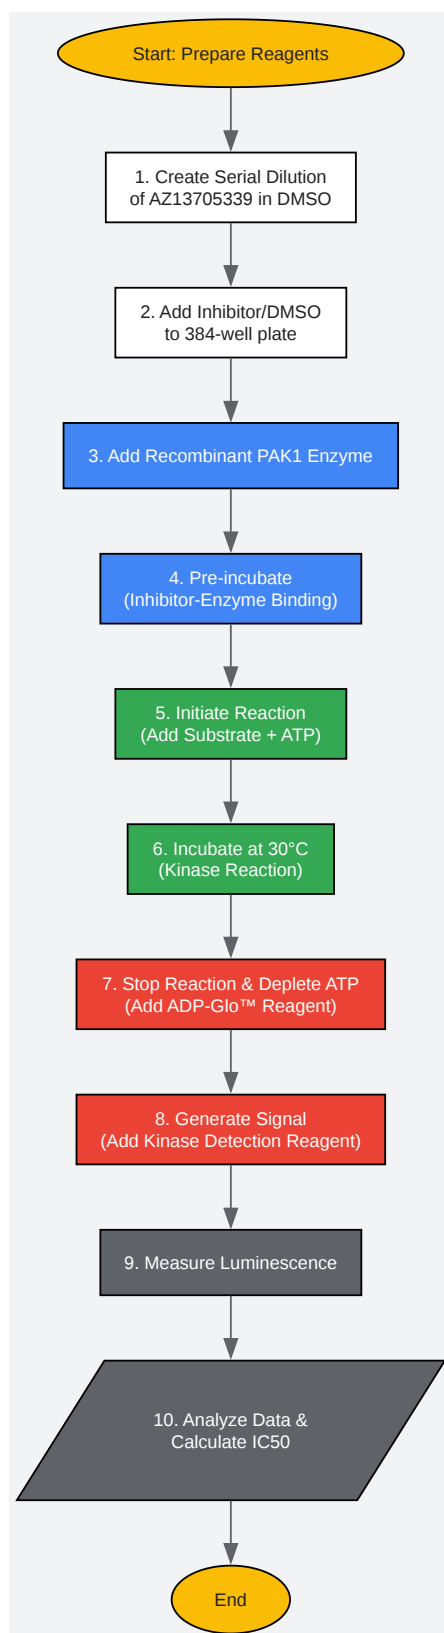 Start: Prepare Reagents
1. Create Serial Dilution
of AZ13705339 in DMSO
2. Add Inhibitor/DMSO
to 384-well plate
3. Add Recombinant PAK1 Enzyme
4. Pre-incubate
(Inhibitor-Enzyme Binding)
5. Initiate Reaction
(Add Substrate + ATP)
6. Incubate at 30°C
(Kinase Reaction)
7. Stop Reaction & Deplete ATP
(Add ADP-Glo™ Reagent)
8. Generate Signal
(Add Kinase Detection Reagent)
9. Measure Luminescence
10. Analyze Data &
Calculate IC50
End